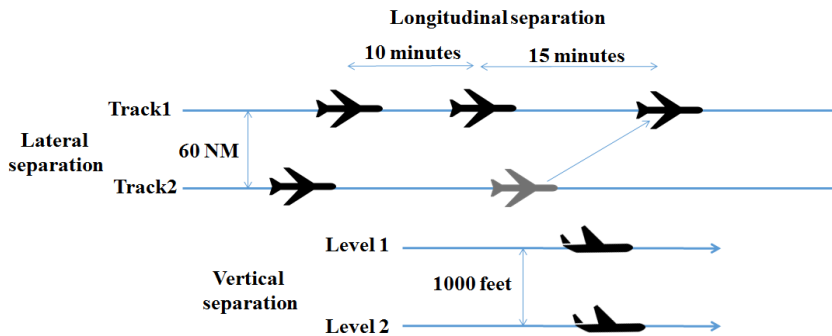 Longitudinal separation
10 minutes
15 minutes
Track1
Lateral
separation
60 NM
Track2
Level 1
Vertical
separation
1000 feet
Level 2